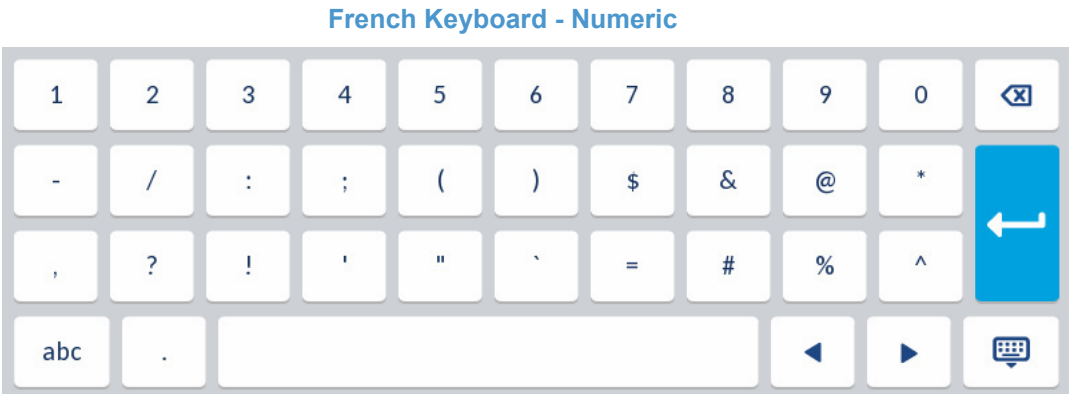 French Keyboard - Numeric
1 2 3 4 5 6 7 8 9 0
- / : ; ( ) $ & @ *
, ? ! ' " ` = # % ^
abc .